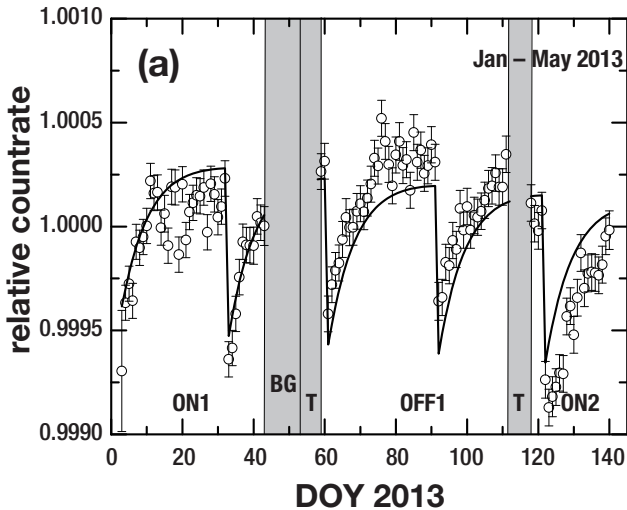 1.0010
(a)
Jan – May 2013
1.0005
1.0000
0.9995
0.9990
relative countrate
BG
T
T
ON1
OFF1
ON2
0 20 40 60 80 100 120 140
DOY 2013